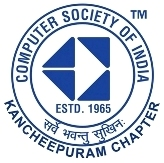 COMPUTER SOCIETY OF INDIA
TM
ESTD. 1965
सर्वे भवन्तु सुखिनः
KANCHEEPURAM CHAPTER